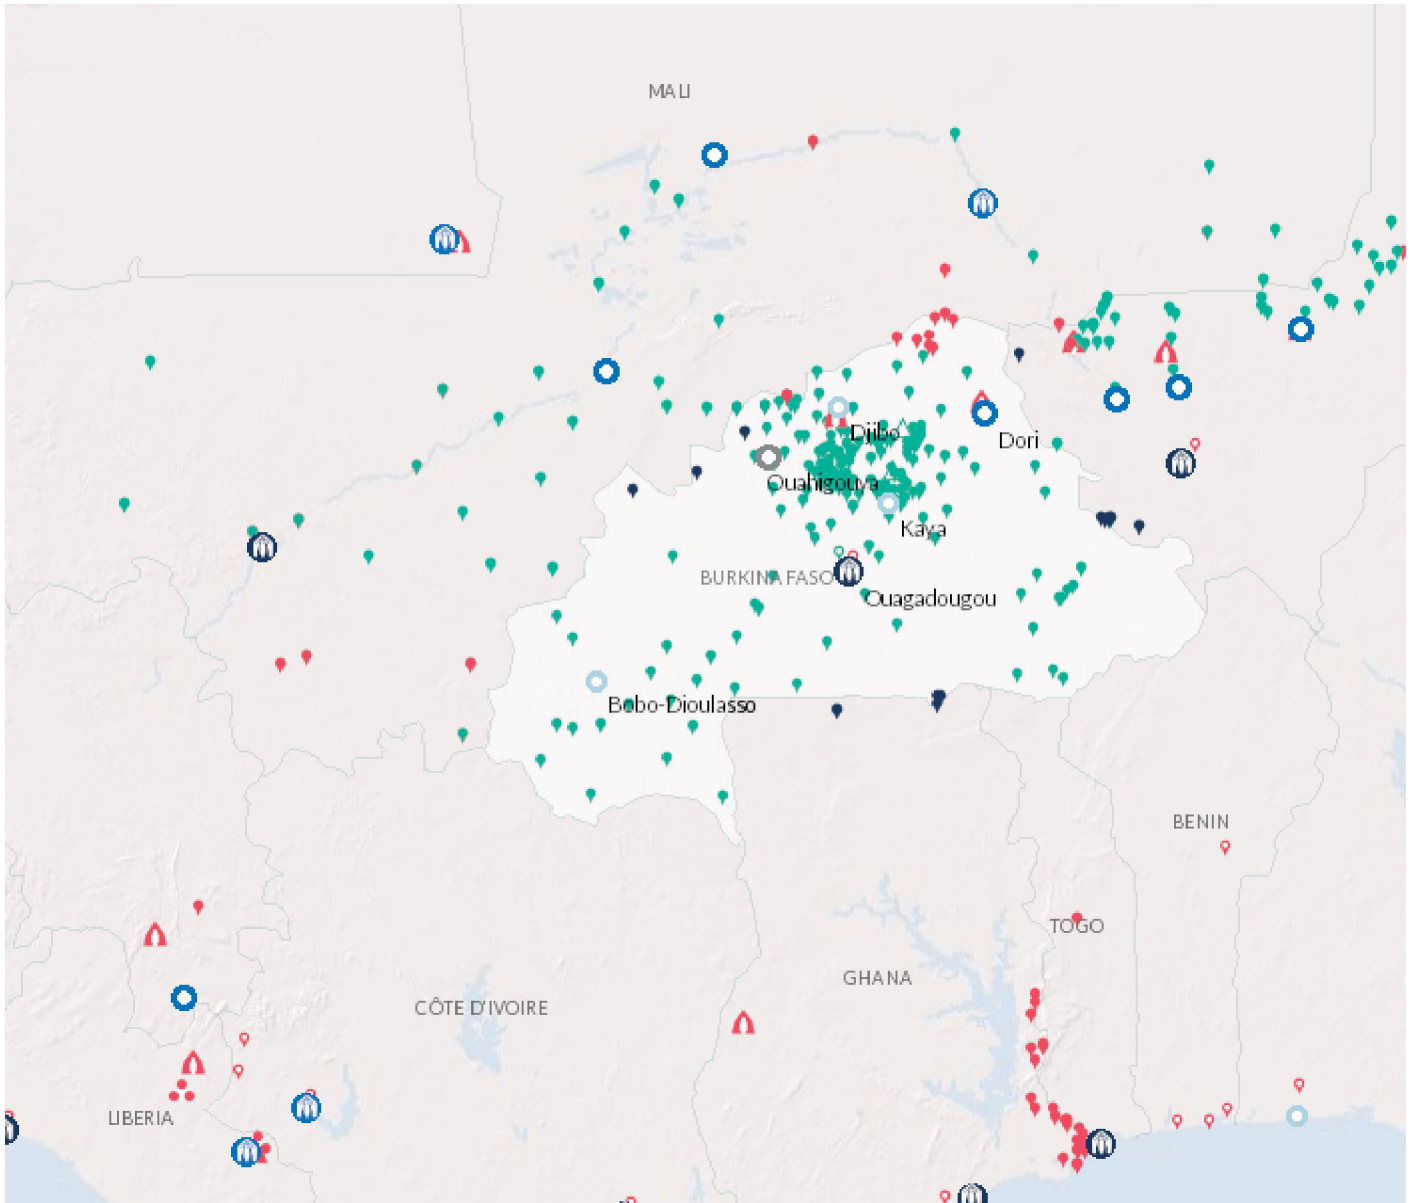 MALI
Djibo
Dori
Ouahigouya
Kaya
BURKINA FASO
Ouagadougou
Bobo-Dioulasso
BENIN
TOGO
GHANA
CÔTE D'IVOIRE
LIBERIA